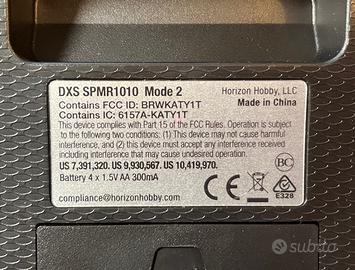 DXS SPMR1010 Mode 2
Horizon Hobby, LLC
Contains FCC ID: BRWKATY1T
Made in China
Contains IC: 6157A-KATY1T
This device complies with Part 15 of the FCC Rules. Operation is subject
to the following two conditions: (1) This device may not cause harmful
interference, and (2) this device must accept any interference
received, including interference that may cause undesired operation.
US 7,391,320. US 9,930,567. US 10,419,970.
Battery 4 x 1.5V AA 300mA
compliance@horizonhobby.com
CE
BC
E328
subito